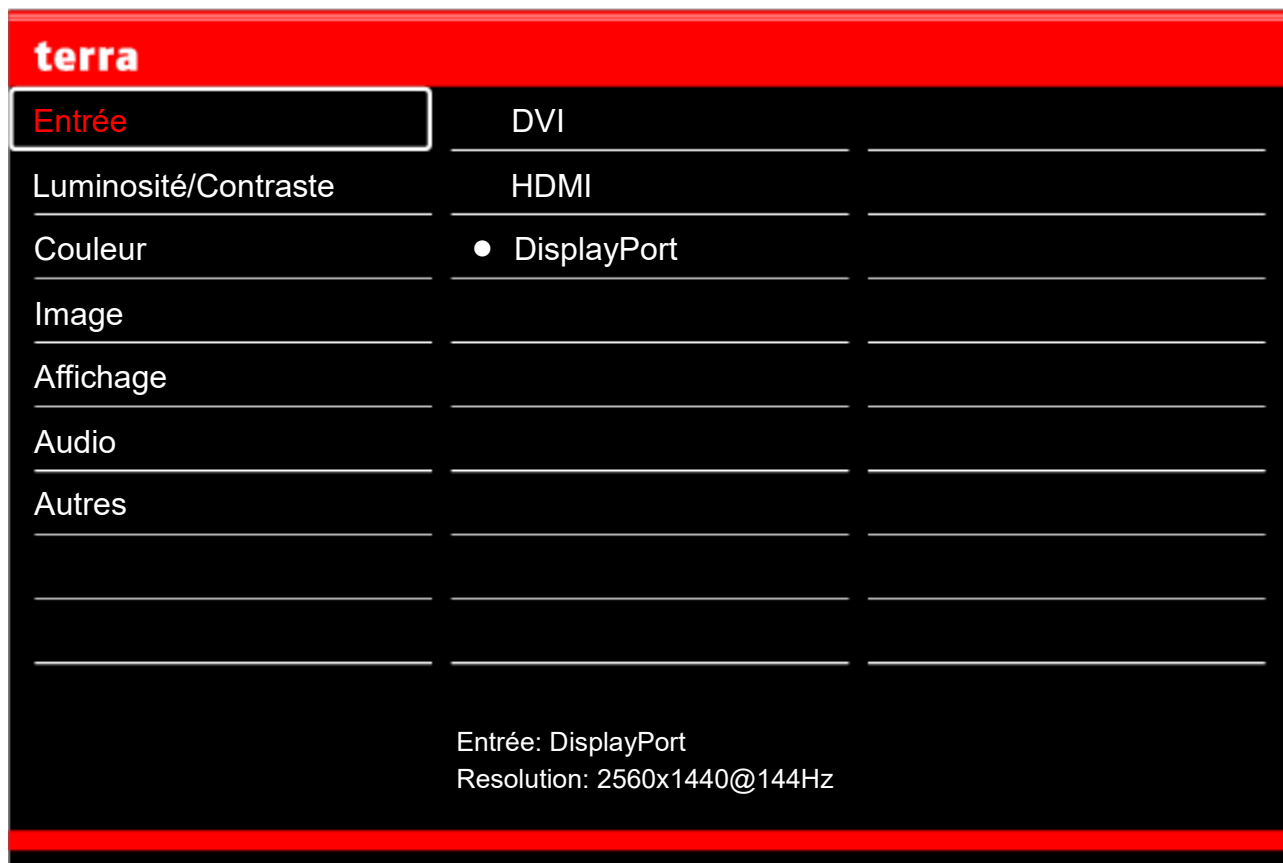 terra
Entrée
DVI
Luminosité/Contraste
HDMI
Couleur
DisplayPort
Image
Affichage
Audio
Autres
Entrée: DisplayPort
Resolution: 2560x1440@144Hz